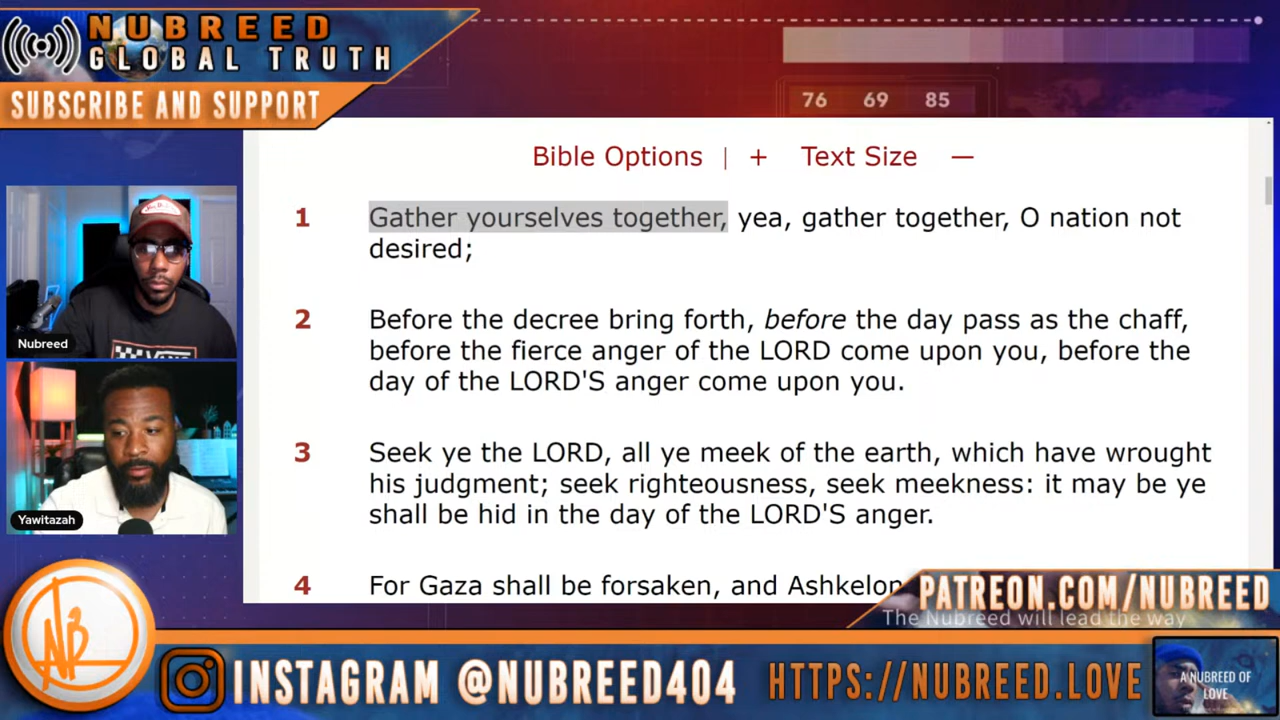 NUBREED
GLOBAL TRUTH
SUBSCRIBE AND SUPPORT
76 69 85
Bible Options | + Text Size —
1 Gather yourselves together, yea, gather together, O nation not
desired;
2 Before the decree bring forth, before the day pass as the chaff,
before the fierce anger of the LORD come upon you, before the
day of the LORD'S anger come upon you.
3 Seek ye the LORD, all ye meek of the earth, which have wrought
his judgment; seek righteousness, seek meekness: it may be ye
shall be hid in the day of the LORD'S anger.
4 For Gaza shall be forsaken, and Ashkelon
Nubreed
VANS
Yawitazah
PATREON.COM/NUBREED
The Nubreed will lead the way
NB
INSTAGRAM @NUBREED404
HTTPS://NUBREED.LOVE
A NUBREED OF
LOVE